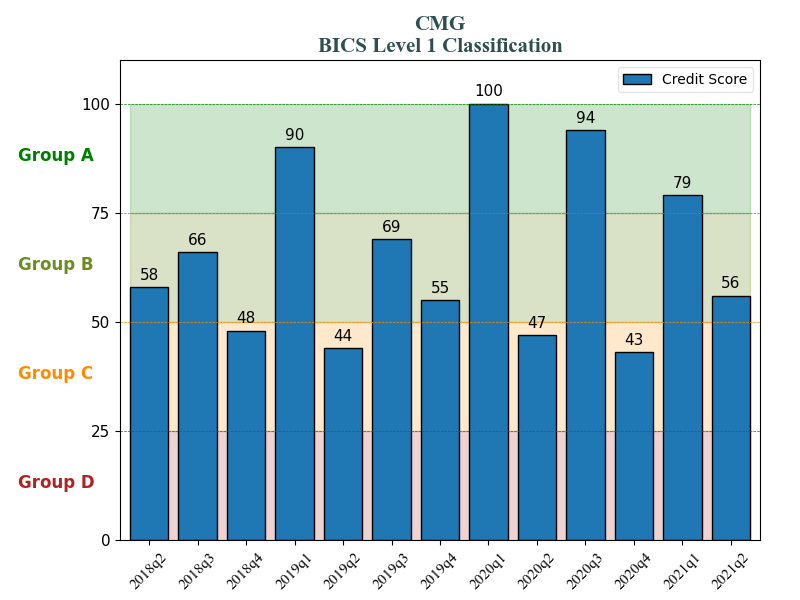 CMG
BICS Level 1 Classification
Credit Score
100
75
50
25
0
Group A
Group B
Group C
Group D
58
66
48
90
44
69
55
100
47
94
43
79
56
2018q2
2018q3
2018q4
2019q1
2019q2
2019q3
2019q4
2020q1
2020q2
2020q3
2020q4
2021q1
2021q2